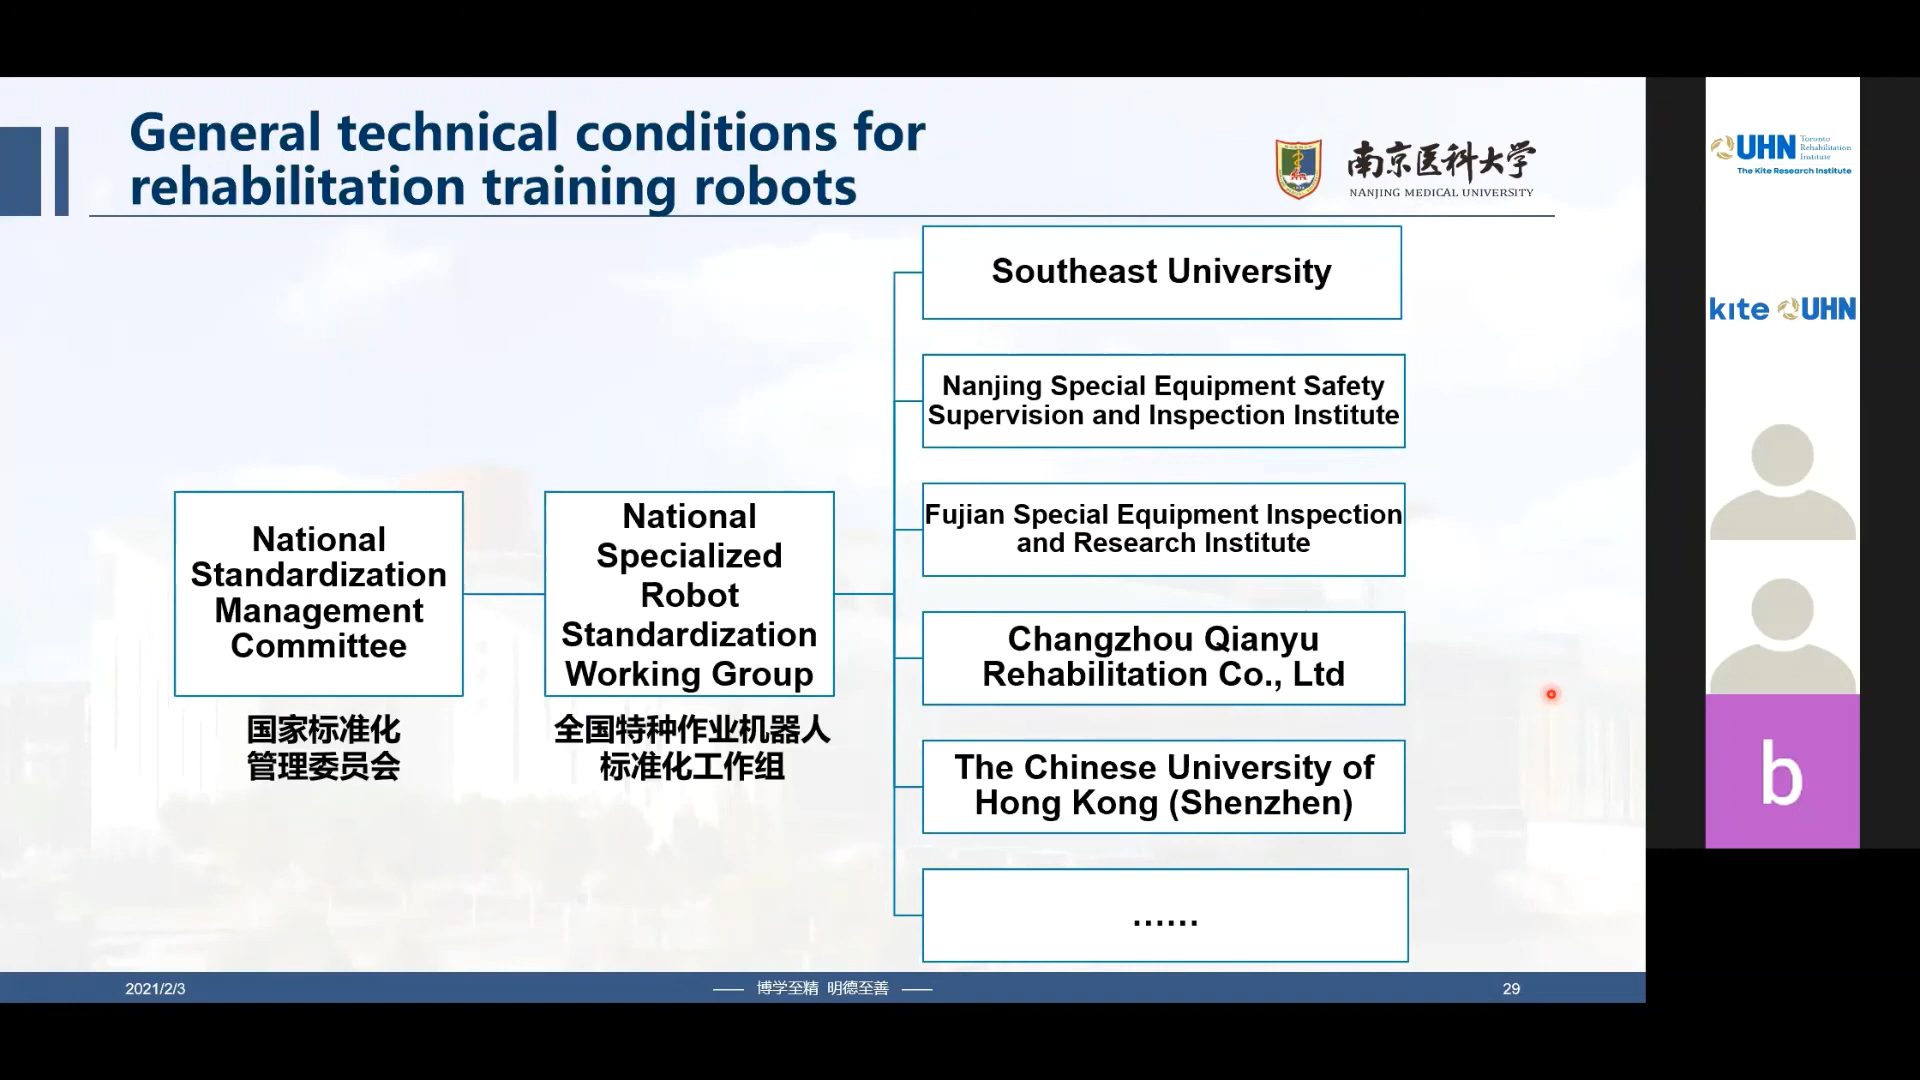 General technical conditions for
rehabilitation training robots
南京医科大学
NANJING MEDICAL UNIVERSITY
National
Standardization
Management
Committee
国家标准化
管理委员会
National
Specialized
Robot
Standardization
Working Group
全国特种作业机器人
标准化工作组
Southeast University
Nanjing Special Equipment Safety
Supervision and Inspection Institute
Fujian Special Equipment Inspection
and Research Institute
Changzhou Qianyu
Rehabilitation Co., Ltd
The Chinese University of
Hong Kong (Shenzhen)
......
2021/2/3
博学至精 明德至善
29
UHN
Toronto
Rehabilitation
Institute
The Kite Research Institute
kite UHN
b